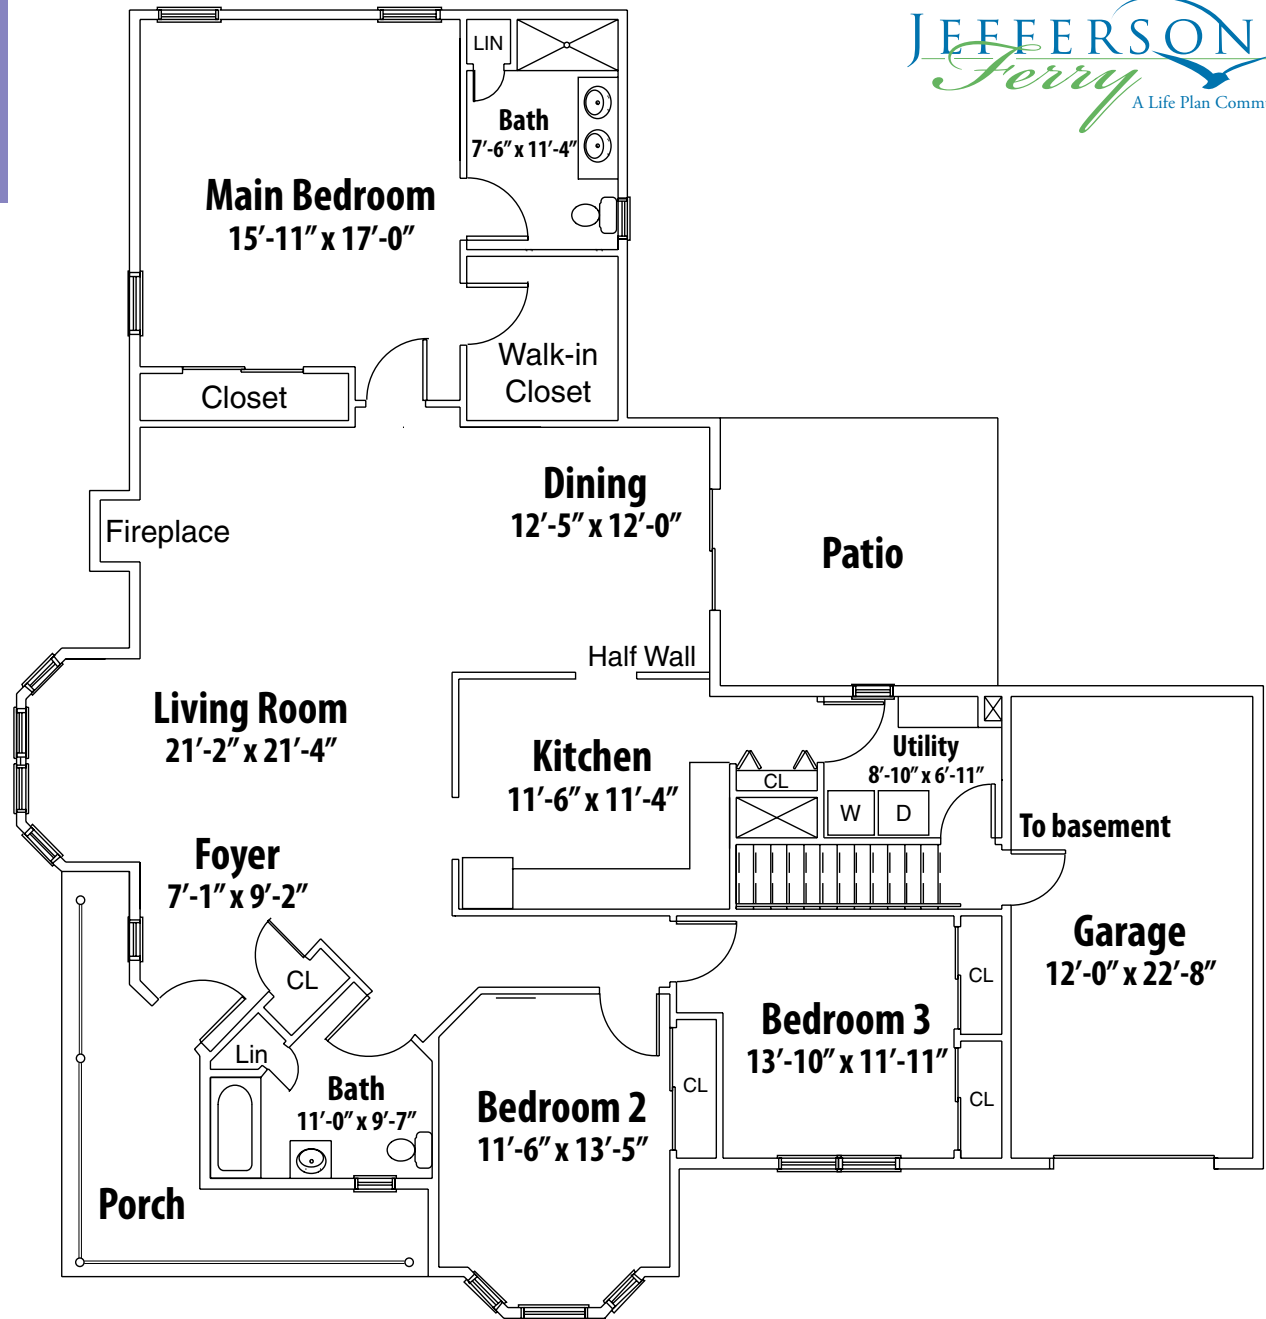 JEFFERSON
Ferry
A Life Plan Comm
LIN
Bath
7'-6" x 11'-4"
Main Bedroom
15'-11" x 17'-0"
Walk-in
Closet
Closet
Dining
12'-5" x 12'-0"
Fireplace
Patio
Half Wall
Living Room
21'-2" x 21'-4"
Kitchen
11'-6" x 11'-4"
Utility
8'-10" x 6'-11"
CL
W
D
To basement
Foyer
7'-1" x 9'-2"
Garage
12'-0" x 22'-8"
CL
CL
Bedroom 3
13'-10" x 11'-11"
Lin
Bath
11'-0" x 9'-7"
CL
CL
Bedroom 2
11'-6" x 13'-5"
Porch